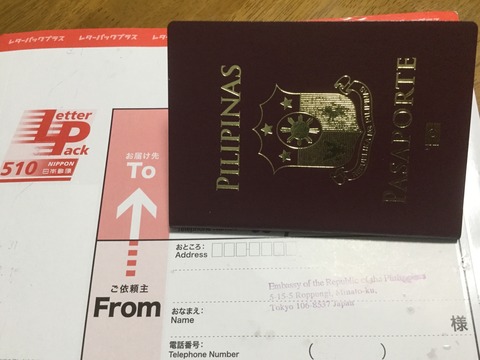 レターパックプラス レターパックプラス
Letter
Pack
510 NIPPON
日本郵便
お届け先
To
ご依頼主
From
PILIPINAS
PASAPORTE
おところ:
Address
Embassy of the Republic of the Philippines
5-15-5 Roppongi, Minato-ku,
Tokyo 106-8537 Japan
おなまえ:
Name
様
電話番号:
Telephone Number ( )